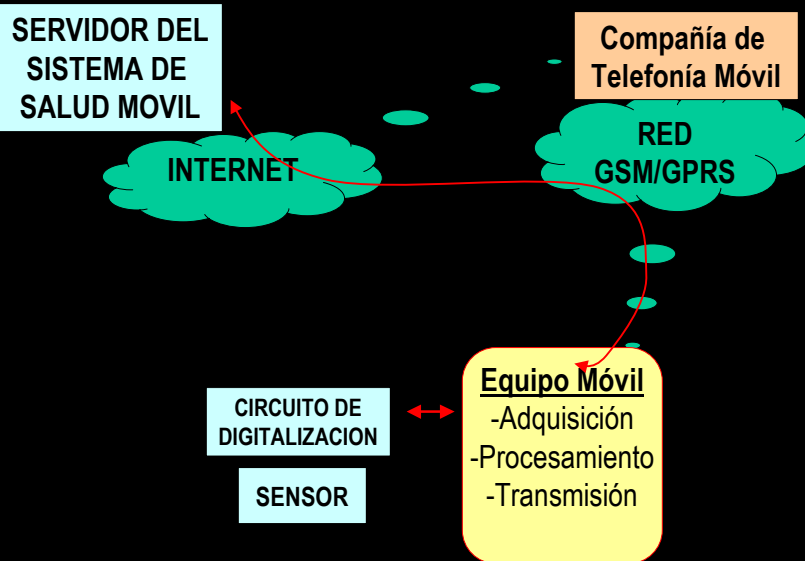 SERVIDOR DEL
SISTEMA DE
SALUD MOVIL
Compañía de
Telefonía Móvil
INTERNET
RED
GSM/GPRS
Equipo Móvil
-Adquisición
-Procesamiento
-Transmisión
CIRCUITO DE
DIGITALIZACION
SENSOR